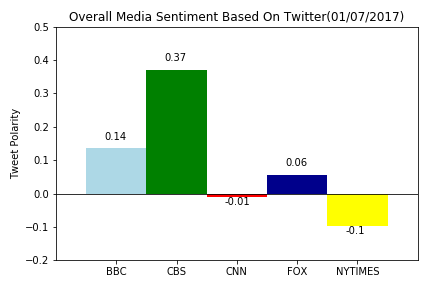 Overall Media Sentiment Based On Twitter(01/07/2017)
Tweet Polarity
0.5
0.4
0.3
0.2
0.1
0.0
−0.1
−0.2
0.14
0.37
-0.01
0.06
-0.1
BBC
CBS
CNN
FOX
NYTIMES